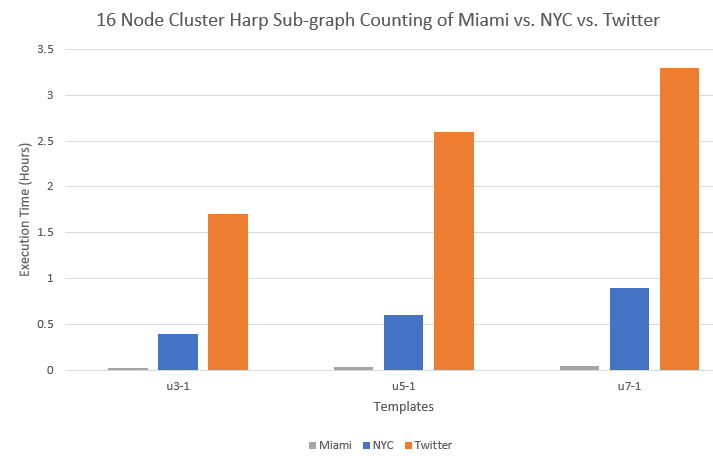 16 Node Cluster Harp Sub-graph Counting of Miami vs. NYC vs. Twitter
3.5
3
2.5
2
1.5
1
0.5
0
Execution Time (Hours)
u3-1 u5-1 u7-1
Templates
Miami NYC Twitter